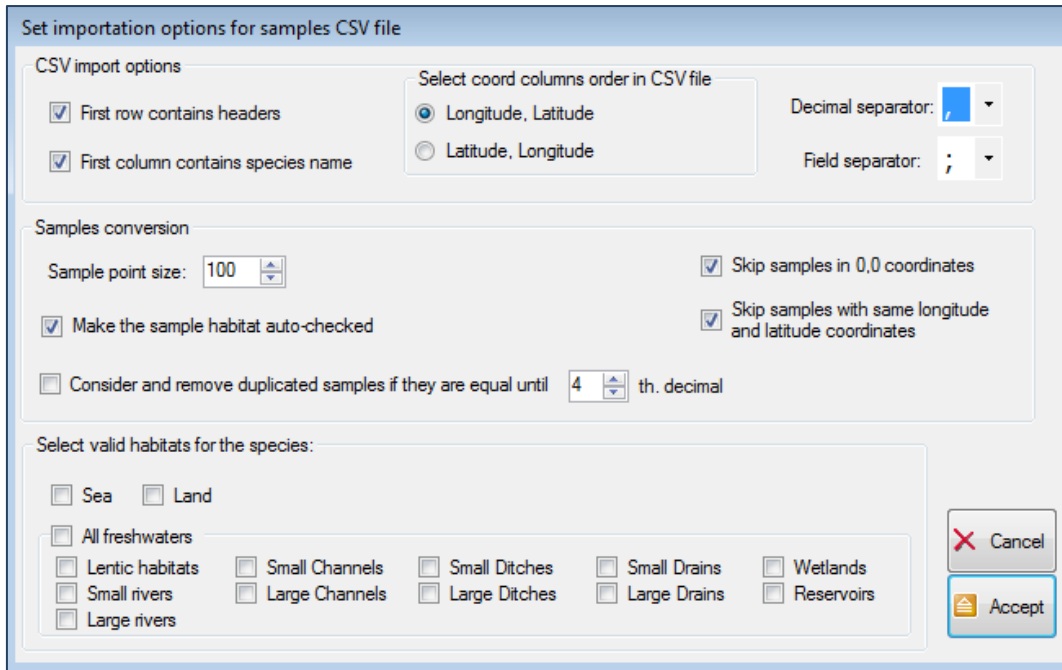 Set importation options for samples CSV file
CSV import options
Select coord columns order in CSV file
First row contains headers
Longitude, Latitude
Decimal separator: ,
First column contains species name
Latitude, Longitude
Field separator: ;
Samples conversion
Sample point size: 100
Skip samples in 0,0 coordinates
Make the sample habitat auto-checked
Skip samples with same longitude
and latitude coordinates
Consider and remove duplicated samples if they are equal until 4 th. decimal
Select valid habitats for the species:
Sea Land
All freshwaters
Lentic habitats Small Channels Small Ditches Small Drains Wetlands
Small rivers Large Channels Large Ditches Large Drains Reservoirs
Large rivers
Cancel
Accept